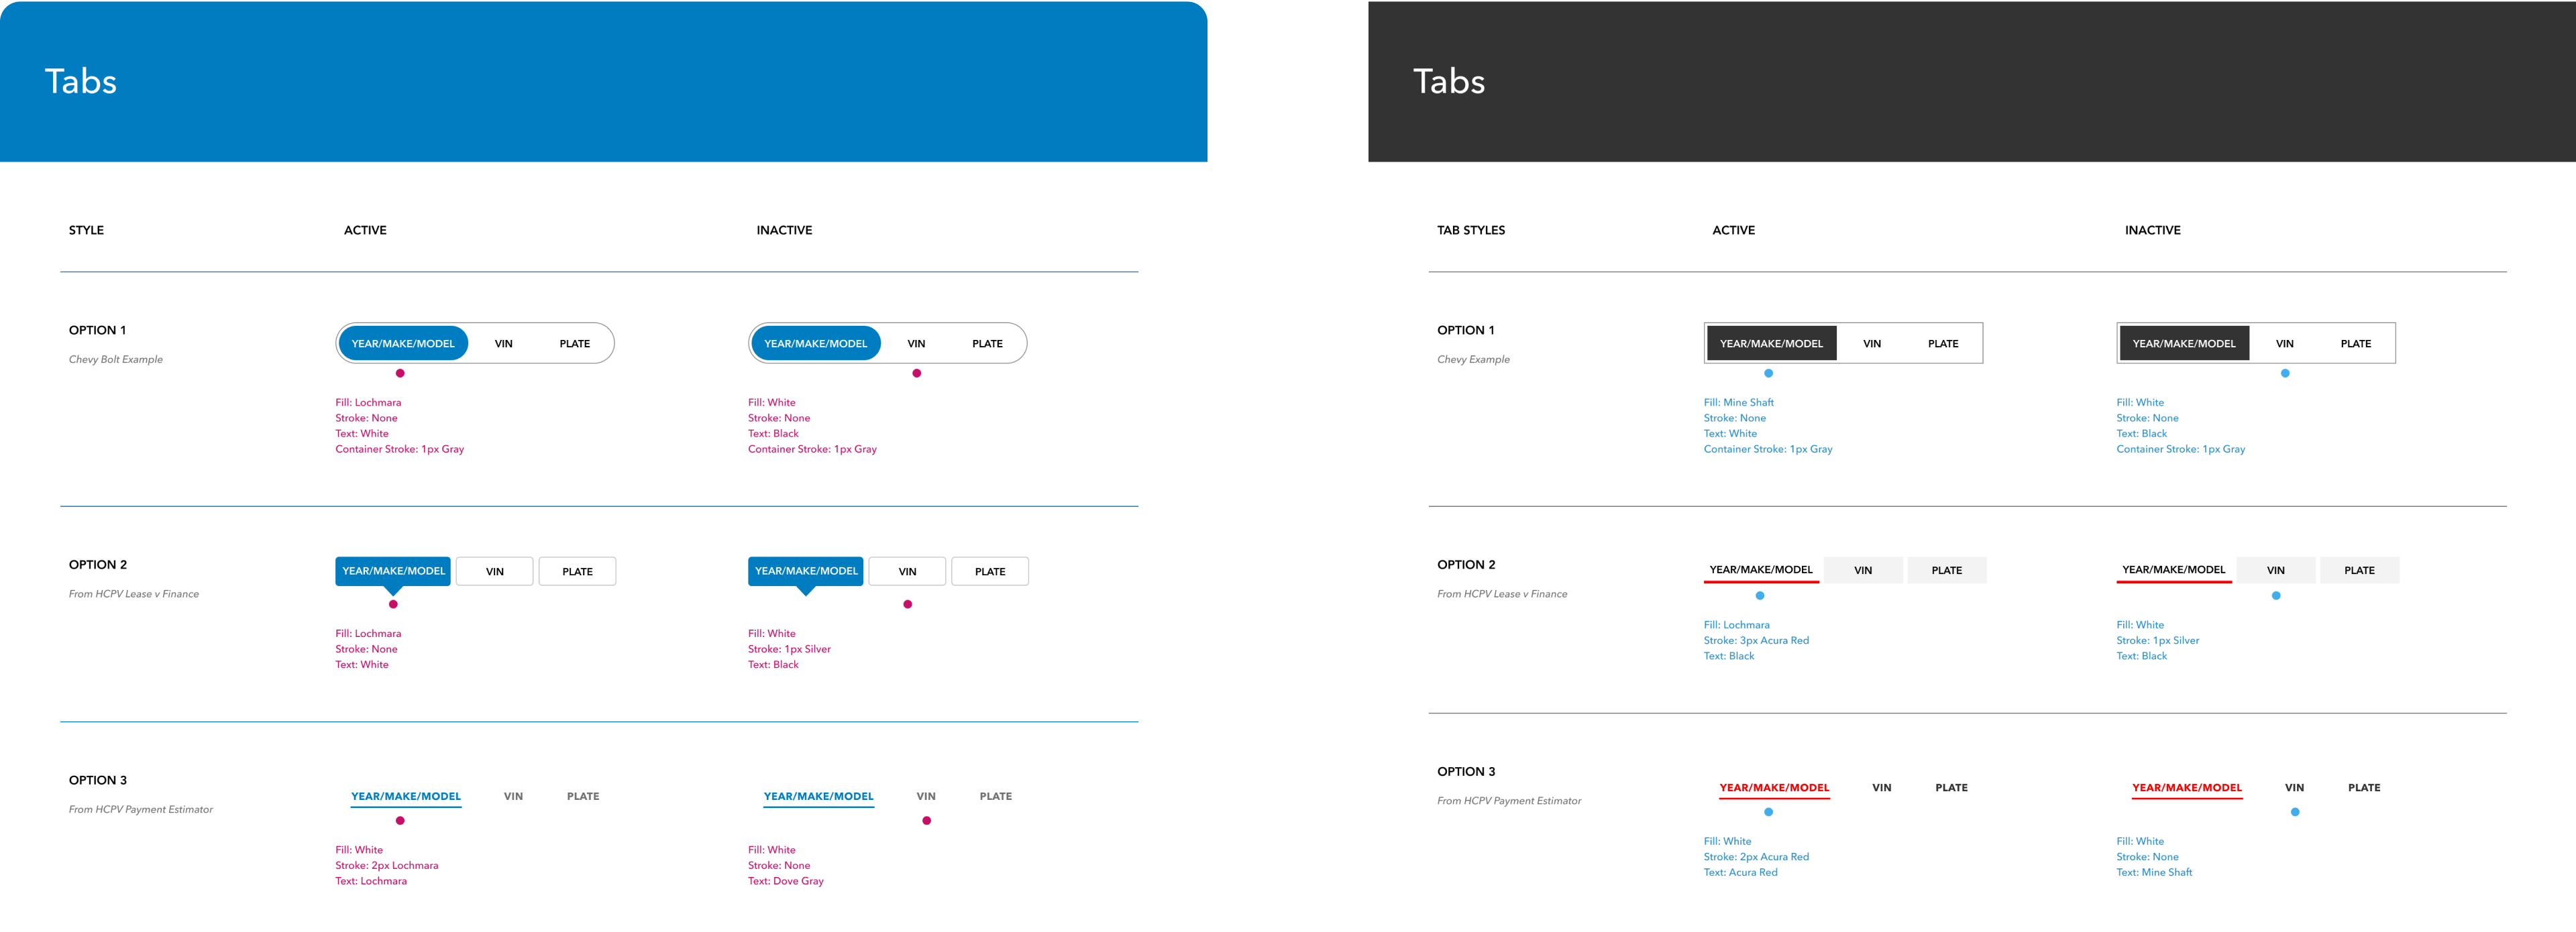 Tabs
STYLE
ACTIVE
INACTIVE
OPTION 1
Chevy Bolt Example
YEAR/MAKE/MODEL VIN PLATE
Fill: Lochmara
Stroke: None
Text: White
Container Stroke: 1px Gray
YEAR/MAKE/MODEL VIN PLATE
Fill: White
Stroke: None
Text: Black
Container Stroke: 1px Gray
OPTION 2
From HCPV Lease v Finance
YEAR/MAKE/MODEL VIN PLATE
Fill: Lochmara
Stroke: None
Text: White
YEAR/MAKE/MODEL VIN PLATE
Fill: White
Stroke: 1px Silver
Text: Black
OPTION 3
From HCPV Payment Estimator
YEAR/MAKE/MODEL VIN PLATE
Fill: White
Stroke: 2px Lochmara
Text: Lochmara
YEAR/MAKE/MODEL VIN PLATE
Fill: White
Stroke: None
Text: Dove Gray
Tabs
TAB STYLES
ACTIVE
INACTIVE
OPTION 1
Chevy Example
YEAR/MAKE/MODEL VIN PLATE
Fill: Mine Shaft
Stroke: None
Text: White
Container Stroke: 1px Gray
YEAR/MAKE/MODEL VIN PLATE
Fill: White
Stroke: None
Text: Black
Container Stroke: 1px Gray
OPTION 2
From HCPV Lease v Finance
YEAR/MAKE/MODEL VIN PLATE
Fill: Lochmara
Stroke: 3px Acura Red
Text: Black
YEAR/MAKE/MODEL VIN PLATE
Fill: White
Stroke: 1px Silver
Text: Black
OPTION 3
From HCPV Payment Estimator
YEAR/MAKE/MODEL VIN PLATE
Fill: White
Stroke: 2px Acura Red
Text: Acura Red
YEAR/MAKE/MODEL VIN PLATE
Fill: White
Stroke: None
Text: Mine Shaft